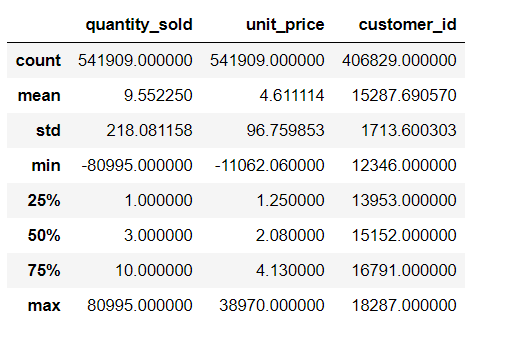 quantity_sold unit_price customer_id
count 541909.000000 541909.000000 406829.000000
mean 9.552250 4.611114 15287.690570
std 218.081158 96.759853 1713.600303
min -80995.000000 -11062.060000 12346.000000
25% 1.000000 1.250000 13953.000000
50% 3.000000 2.080000 15152.000000
75% 10.000000 4.130000 16791.000000
max 80995.000000 38970.000000 18287.000000